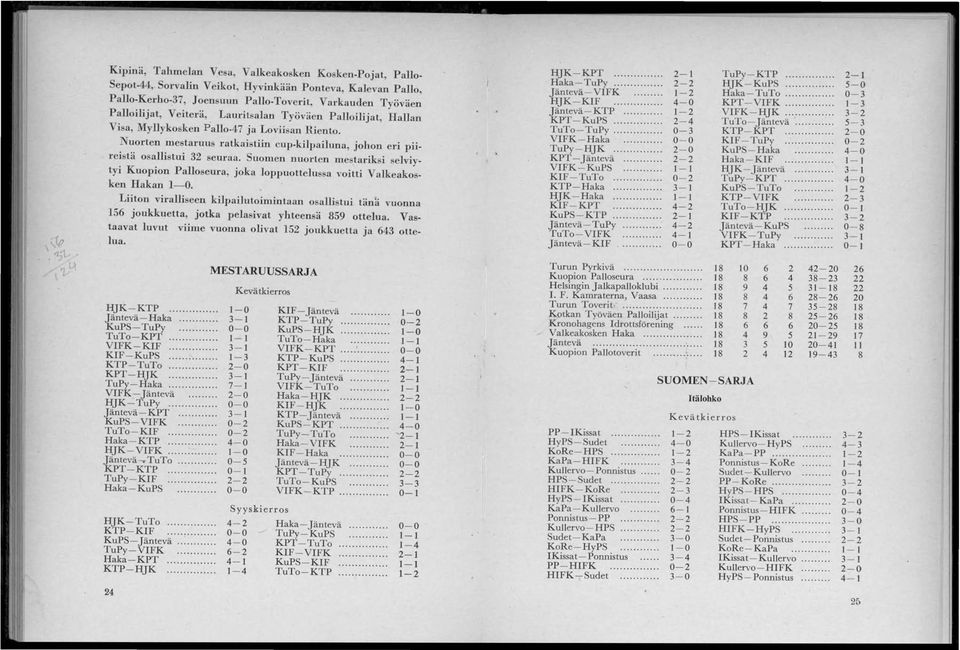 Kipinä, Tahmelan Vesa, Valkeakosken Kosken-Pojat, Pallo-
Sepot-44, Sorvalin Veikot, Hyvinkään Ponteva, Kalevan Pallo,
Pallo-Kerho-37, Joensuun Pallo-Toverit, Varkauden Työväen
Palloilijat, Veiterä, Lauritsalan Työväen Palloilijat, Hallan
Visa, Myllykosken Pallo-47 ja Loviisan Riento.
Nuorten mestaruus ratkaistiin cup-kilpailuna, johon eri pii-
reistä osallistui 32 seuraa. Suomen nuorten mestariksi selviy-
tyi Kuopion Palloseura, joka loppuottelussa voitti Valkeakos-
ken Hakan 1—0.
Liiton viralliseen kilpailutoimintaan osallistui tänä vuonna
156 joukkuetta, jotka pelasivat yhteensä 859 ottelua. Vas-
taavat luvut viime vuonna olivat 152 joukkuetta ja 643 otte-
lua.
156
32
124
MESTARUUSSARJA
Kevätkierros
HJK—KPT .............. 1—0
Jäntevä—Haka .......... 3—1
KuPS—TuPy ............ 0—0
TuTo—KPT ............. 1—1
VIFK—KIF ............. 3—1
KIF—KuPS ............. 1—3
KTP—TuTo ............. 2—0
KPT—HJK .............. 3—1
TuPy—Haka ............ 7—1
VIFK—Jäntevä ......... 2—0
HJK—TuPy ............. 0—0
Jäntevä—KPT .......... 3—1
KuPS—VIFK ............ 0—2
TuTo—KIF ............. 0—2
Haka—KTP ............. 4—0
HJK—VIFK ............. 1—0
Jäntevä—TuTo ......... 0—5
KPT—KTP .............. 0—1
TuPy—KIF ............. 2—2
Haka—KuPS ............ 0—0
KIF—Jäntevä .......... 1—0
KTP—TuPy ............. 0—2
KuPS—HJK ............. 1—0
TuTo—Haka ............ 1—1
VIFK—KPT ............. 0—0
KTP—KuPS ............. 4—1
KPT—KIF .............. 2—1
TuPy—Jäntevä ......... 2—1
VIFK—TuTo ............ 1—1
Haka—HJK ............. 2—2
KIF—HJK .............. 1—0
KTP—Jäntevä .......... 1—1
KuPS—KPT ............. 4—0
TuPy—TuTo ............ 2—1
Haka—VIFK ............ 2—1
KIF—Haka ............. 1—0
Jäntevä—HJK .......... 0—0
KPT—TuPy ............. 2—2
TuTo—KuPS ............ 3—3
VIFK—KTP ............. 0—1
Syyskierros
HJK—TuTo ............. 4—2
KTP—KIF .............. 0—0
KuPS—Jäntevä ......... 4—0
TuPy—VIFK ............ 6—2
Haka—KPT ............. 4—1
KTP—HJK .............. 1—4
Haka—Jäntevä ......... 0—0
TuPy—KuPS ............ 1—1
KPT—TuTo ............. 1—4
KIF—VIFK ............. 2—1
KuPS—KIF ............. 1—1
TuTo—KTP ............. 1—2
24
HJK—KPT .............. 2—1
Haka—TuPy ............ 2—2
Jäntevä—VIFK ......... 1—2
HJK—KIF .............. 4—0
Jäntevä—KTP .......... 1—2
KPT—KuPS ............. 2—4
TuTo—TuPy ............ 0—3
VIFK—Haka ............ 0—0
TuPy—HJK ............. 2—0
KPT—Jäntevä .......... 2—2
VIFK—KuPS ............ 1—1
KIF—TuTo ............. 0—2
KTP—Haka ............. 3—1
HJK—Haka ............. 1—1
KIF—KPT .............. 4—2
KuPS—KTP ............. 2—1
Jäntevä—TuPy ......... 4—2
TuTo—VIFK ............ 4—1
Jäntevä—KIF .......... 0—0
TuPy—KTP ............. 2—1
HJK—KuPS ............. 5—0
Haka—TuTo ............ 0—3
KPT—VIFK ............. 1—3
VIFK—HJK ............. 3—2
TuTo—Jäntevä ......... 5—3
KTP—KPT .............. 2—0
KIF—TuPy ............. 0—2
KuPS—Haka ............ 4—0
Haka—KIF ............. 1—1
HJK—Jäntevä .......... 3—1
TuPy—KPT ............. 4—0
KuPS—TuTo ............ 1—2
KTP—VIFK ............. 2—3
TuTo—HJK ............. 0—1
KIF—KTP .............. 3—2
Jäntevä—KuPS ......... 0—8
VIFK—TuPy ............ 3—1
KPT—Haka ............. 0—1
Turun Pyrkivä .............. 18 10 6 2 42—20 26
Kuopion Palloseura ......... 18 8 6 4 38—23 22
Helsingin Jalkapalloklubi .. 18 9 4 5 31—18 22
I. F. Kamraterna, Vaasa .... 18 8 4 6 28—26 20
Turun Toverit .............. 18 7 4 7 35—28 18
Kotkan Työväen Palloilijat . 18 8 2 8 25—26 18
Kronohagens Idrottsförening  18 6 6 6 20—25 18
Valkeakosken Haka .......... 18 4 9 5 21—29 17
Jäntevä .................... 18 3 5 10 20—41 11
Kuopion Pallotoverit ....... 18 2 4 12 19—43 8
SUOMEN—SARJA
Itälohko
Kevätkierros
PP—IKissat ........... 1—2
HyPS—Sudet ........... 4—0
KoRe—HPS ............. 1—2
KaPa—HIFK ............ 3—4
Kullervo—Ponnistus ... 0—2
HPS—Sudet ............ 2—1
HIFK—KoRe ............ 2—3
HyPS—IKissat ......... 0—4
KaPa—Kullervo ........ 6—1
Ponnistus—PP ......... 2—2
Kullervo—HPS ......... 2—2
Sudet—KaPa ........... 0—3
KoRe—HyPS ............ 1—0
IKissat—Ponnistus .... 3—4
PP—HIFK .............. 0—2
HIFK—Sudet ........... 3—0
HPS—IKissat .......... 3—2
Kullervo—HyPS ........ 4—3
KaPa—PP .............. 1—2
Ponnistus—KoRe ....... 1—4
Sudet—Kullervo ....... 0—1
PP—KoRe .............. 3—2
HyPS—HPS ............. 0—4
IKissat—KaPa ......... 2—0
Ponnistus—HIFK ....... 0—4
HPS—PP ............... 3—0
HIFK—HyPS ............ 3—1
Sudet—Ponnistus ...... 2—2
KoRe—KaPa ............ 1—1
IKissat—Kullervo ..... 3—1
Kullervo—HIFK ........ 2—0
HyPS—Ponnistus ....... 4—1
25